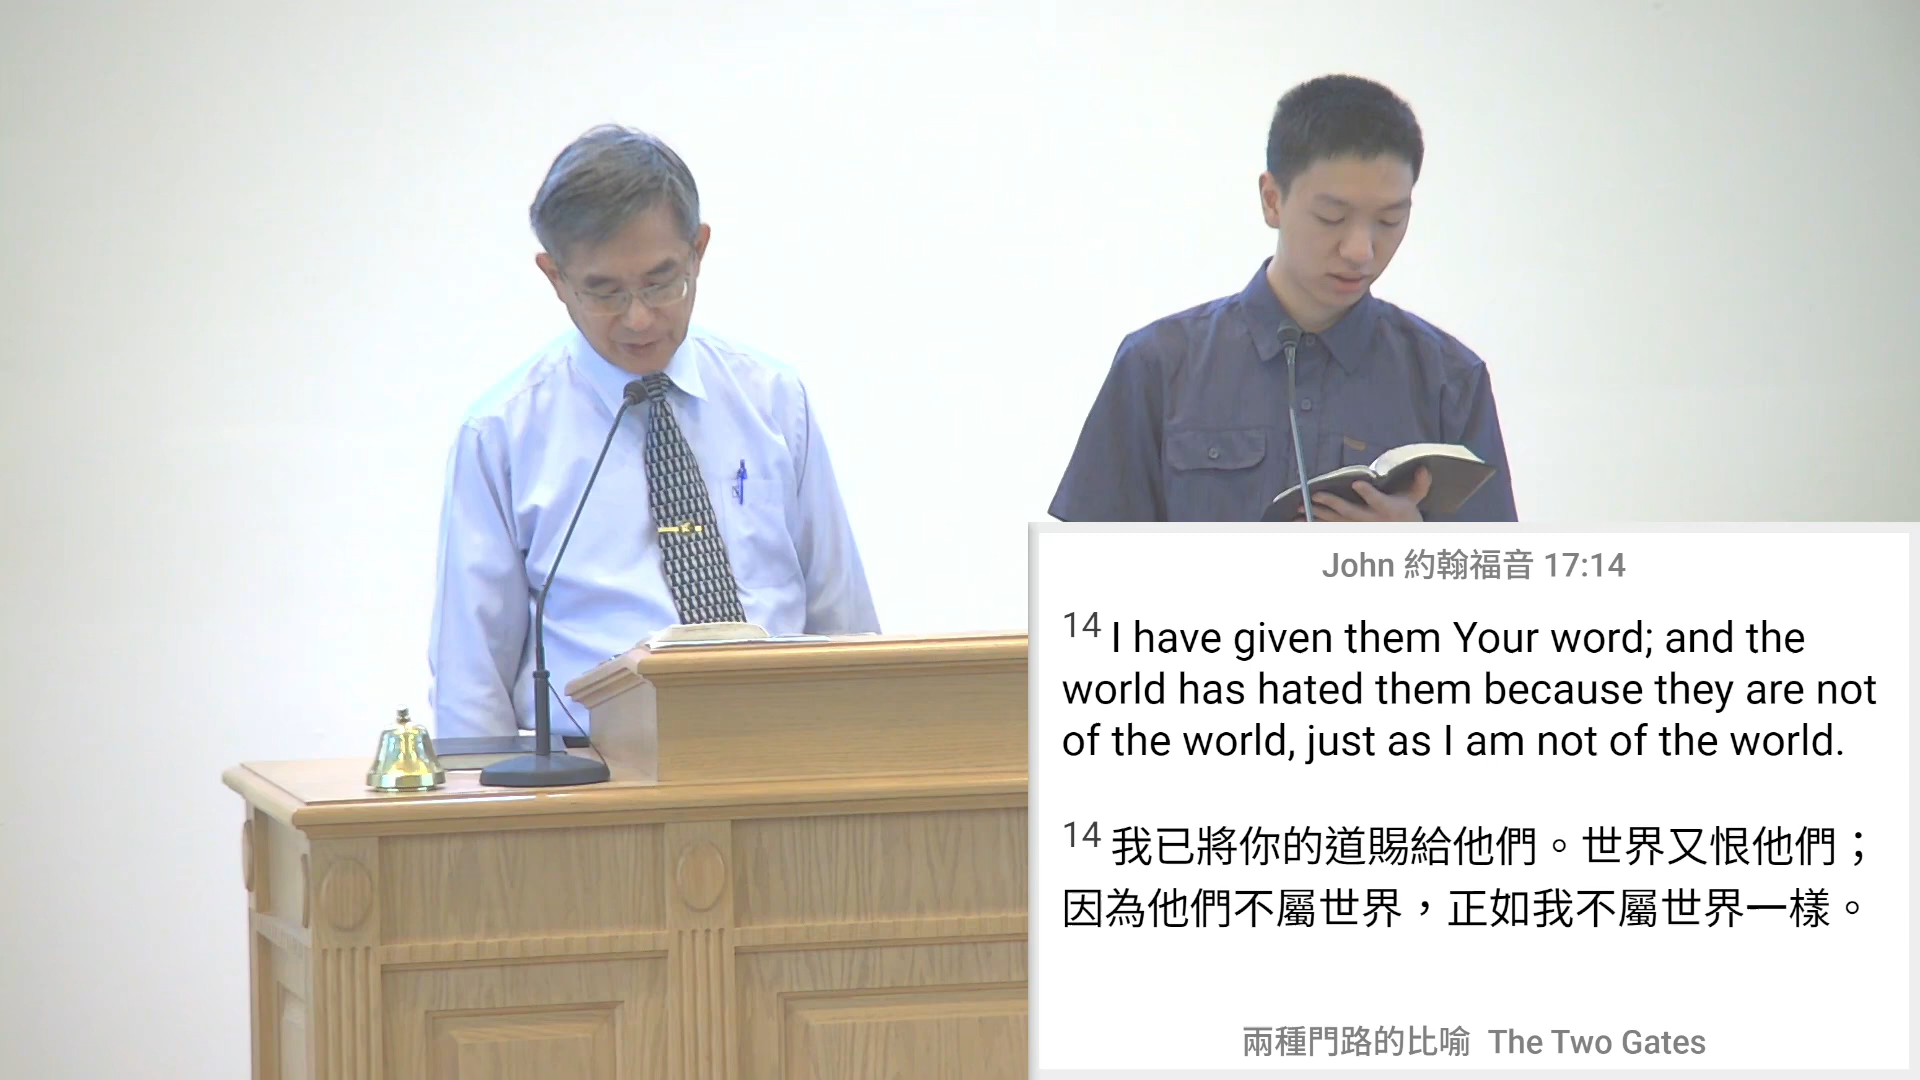 John 約翰福音 17:14
14 I have given them Your word; and the
world has hated them because they are not
of the world, just as I am not of the world.
14 我已將你的道賜給他們。世界又恨他們；
因為他們不屬世界，正如我不屬世界一樣。
兩種門路的比喻 The Two Gates